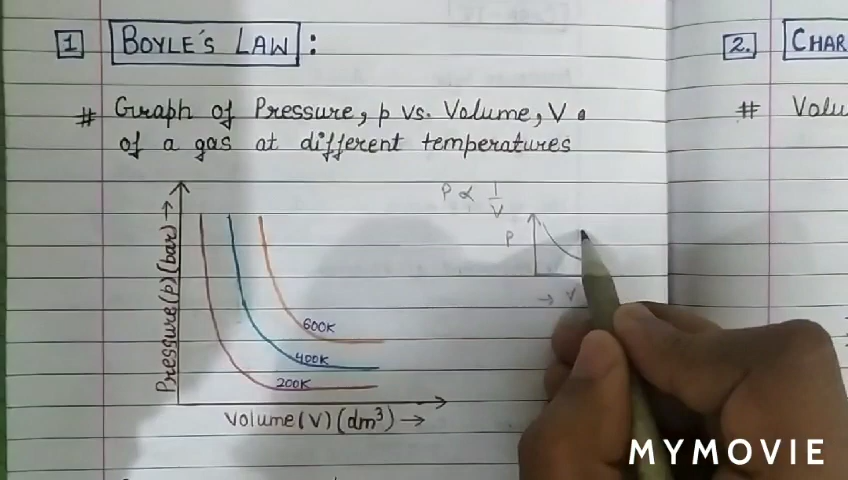 1 BOYLE'S LAW :
# Graph of Pressure, p vs. Volume, V
of a gas at different temperatures
Pressure (p) (bar) →
600K
400K
200K
Volume (V) (dm³) →
P ∝ 1/V
P
→ V
2. CHAR
# Volu
MYMOVIE